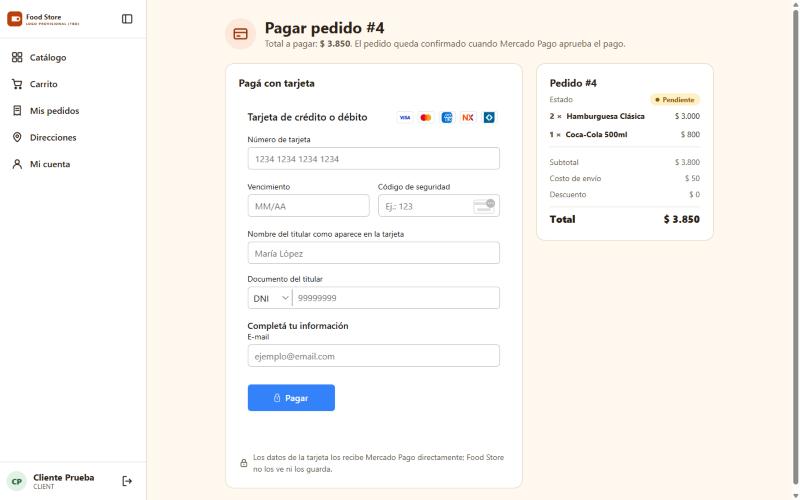 Food Store
LOGO PROVISIONAL (TBD)
Catálogo
Carrito
Mis pedidos
Direcciones
Mi cuenta
CP
Cliente Prueba
CLIENT
Pagar pedido #4
Total a pagar: $ 3.850. El pedido queda confirmado cuando Mercado Pago aprueba el pago.
Pagá con tarjeta
Tarjeta de crédito o débito
VISA
NX
Número de tarjeta
1234 1234 1234 1234
Vencimiento
Código de seguridad
MM/AA
Ej.: 123
Nombre del titular como aparece en la tarjeta
María López
Documento del titular
DNI
99999999
Completá tu información
E-mail
ejemplo@email.com
Pagar
Los datos de la tarjeta los recibe Mercado Pago directamente: Food Store
no los ve ni los guarda.
Pedido #4
Estado
Pendiente
2 × Hamburguesa Clásica $ 3.000
1 × Coca-Cola 500ml $ 800
Subtotal $ 3.800
Costo de envío $ 50
Descuento $ 0
Total $ 3.850